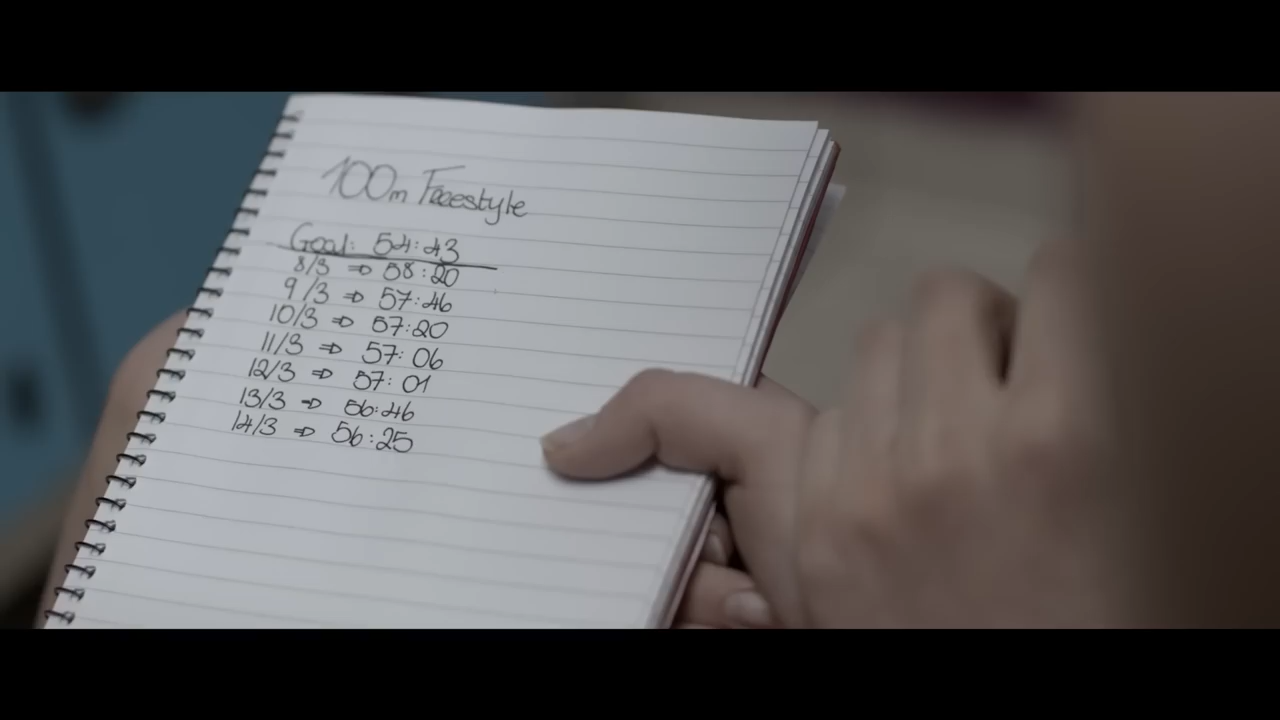 100m Freestyle
Goal: 54:43
8/3 ⇒ 58:20
9/3 ⇒ 57:46
10/3 ⇒ 57:20
11/3 ⇒ 57:06
12/3 ⇒ 57:01
13/3 ⇒ 56:46
14/3 ⇒ 56:25